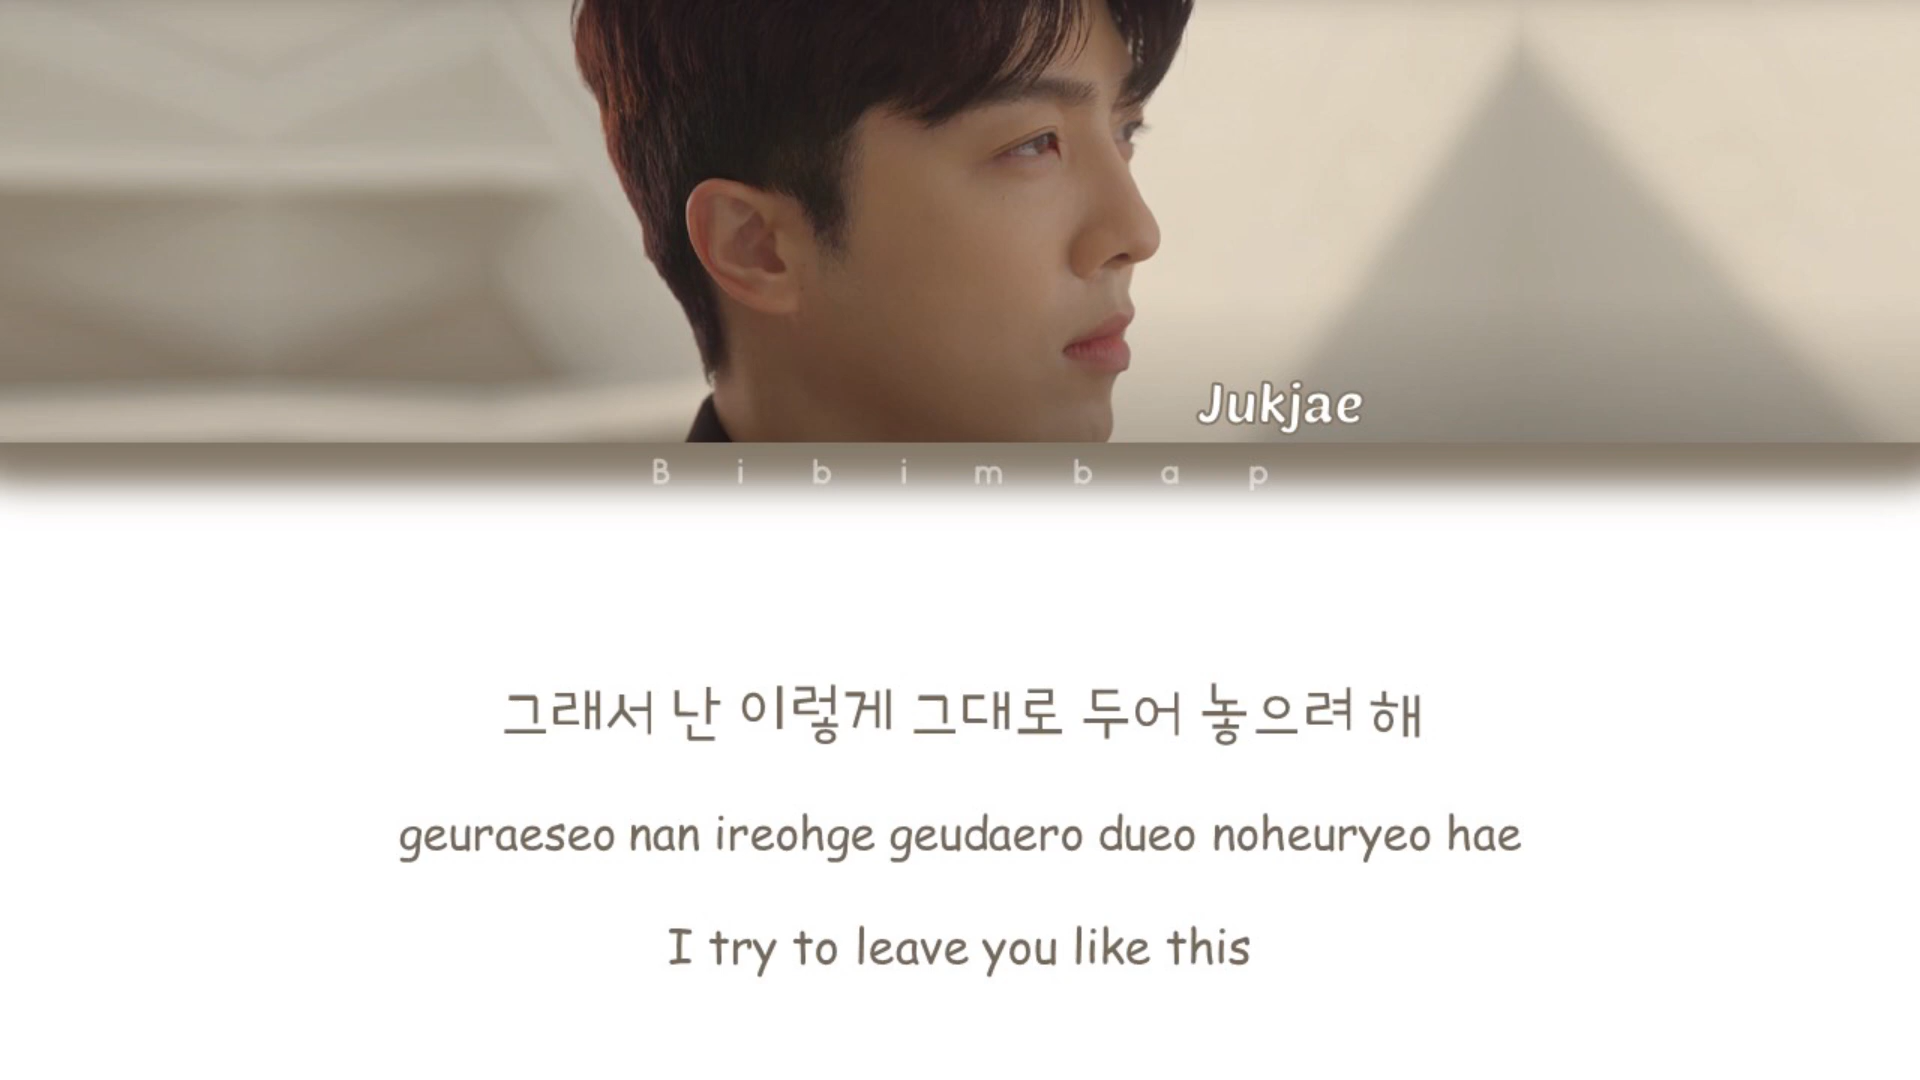 Jukjae
Bibimbap
그래서 난 이렇게 그대로 두어 놓으려 해
geuraeseo nan ireohge geudaero dueo noheuryeo hae
I try to leave you like this